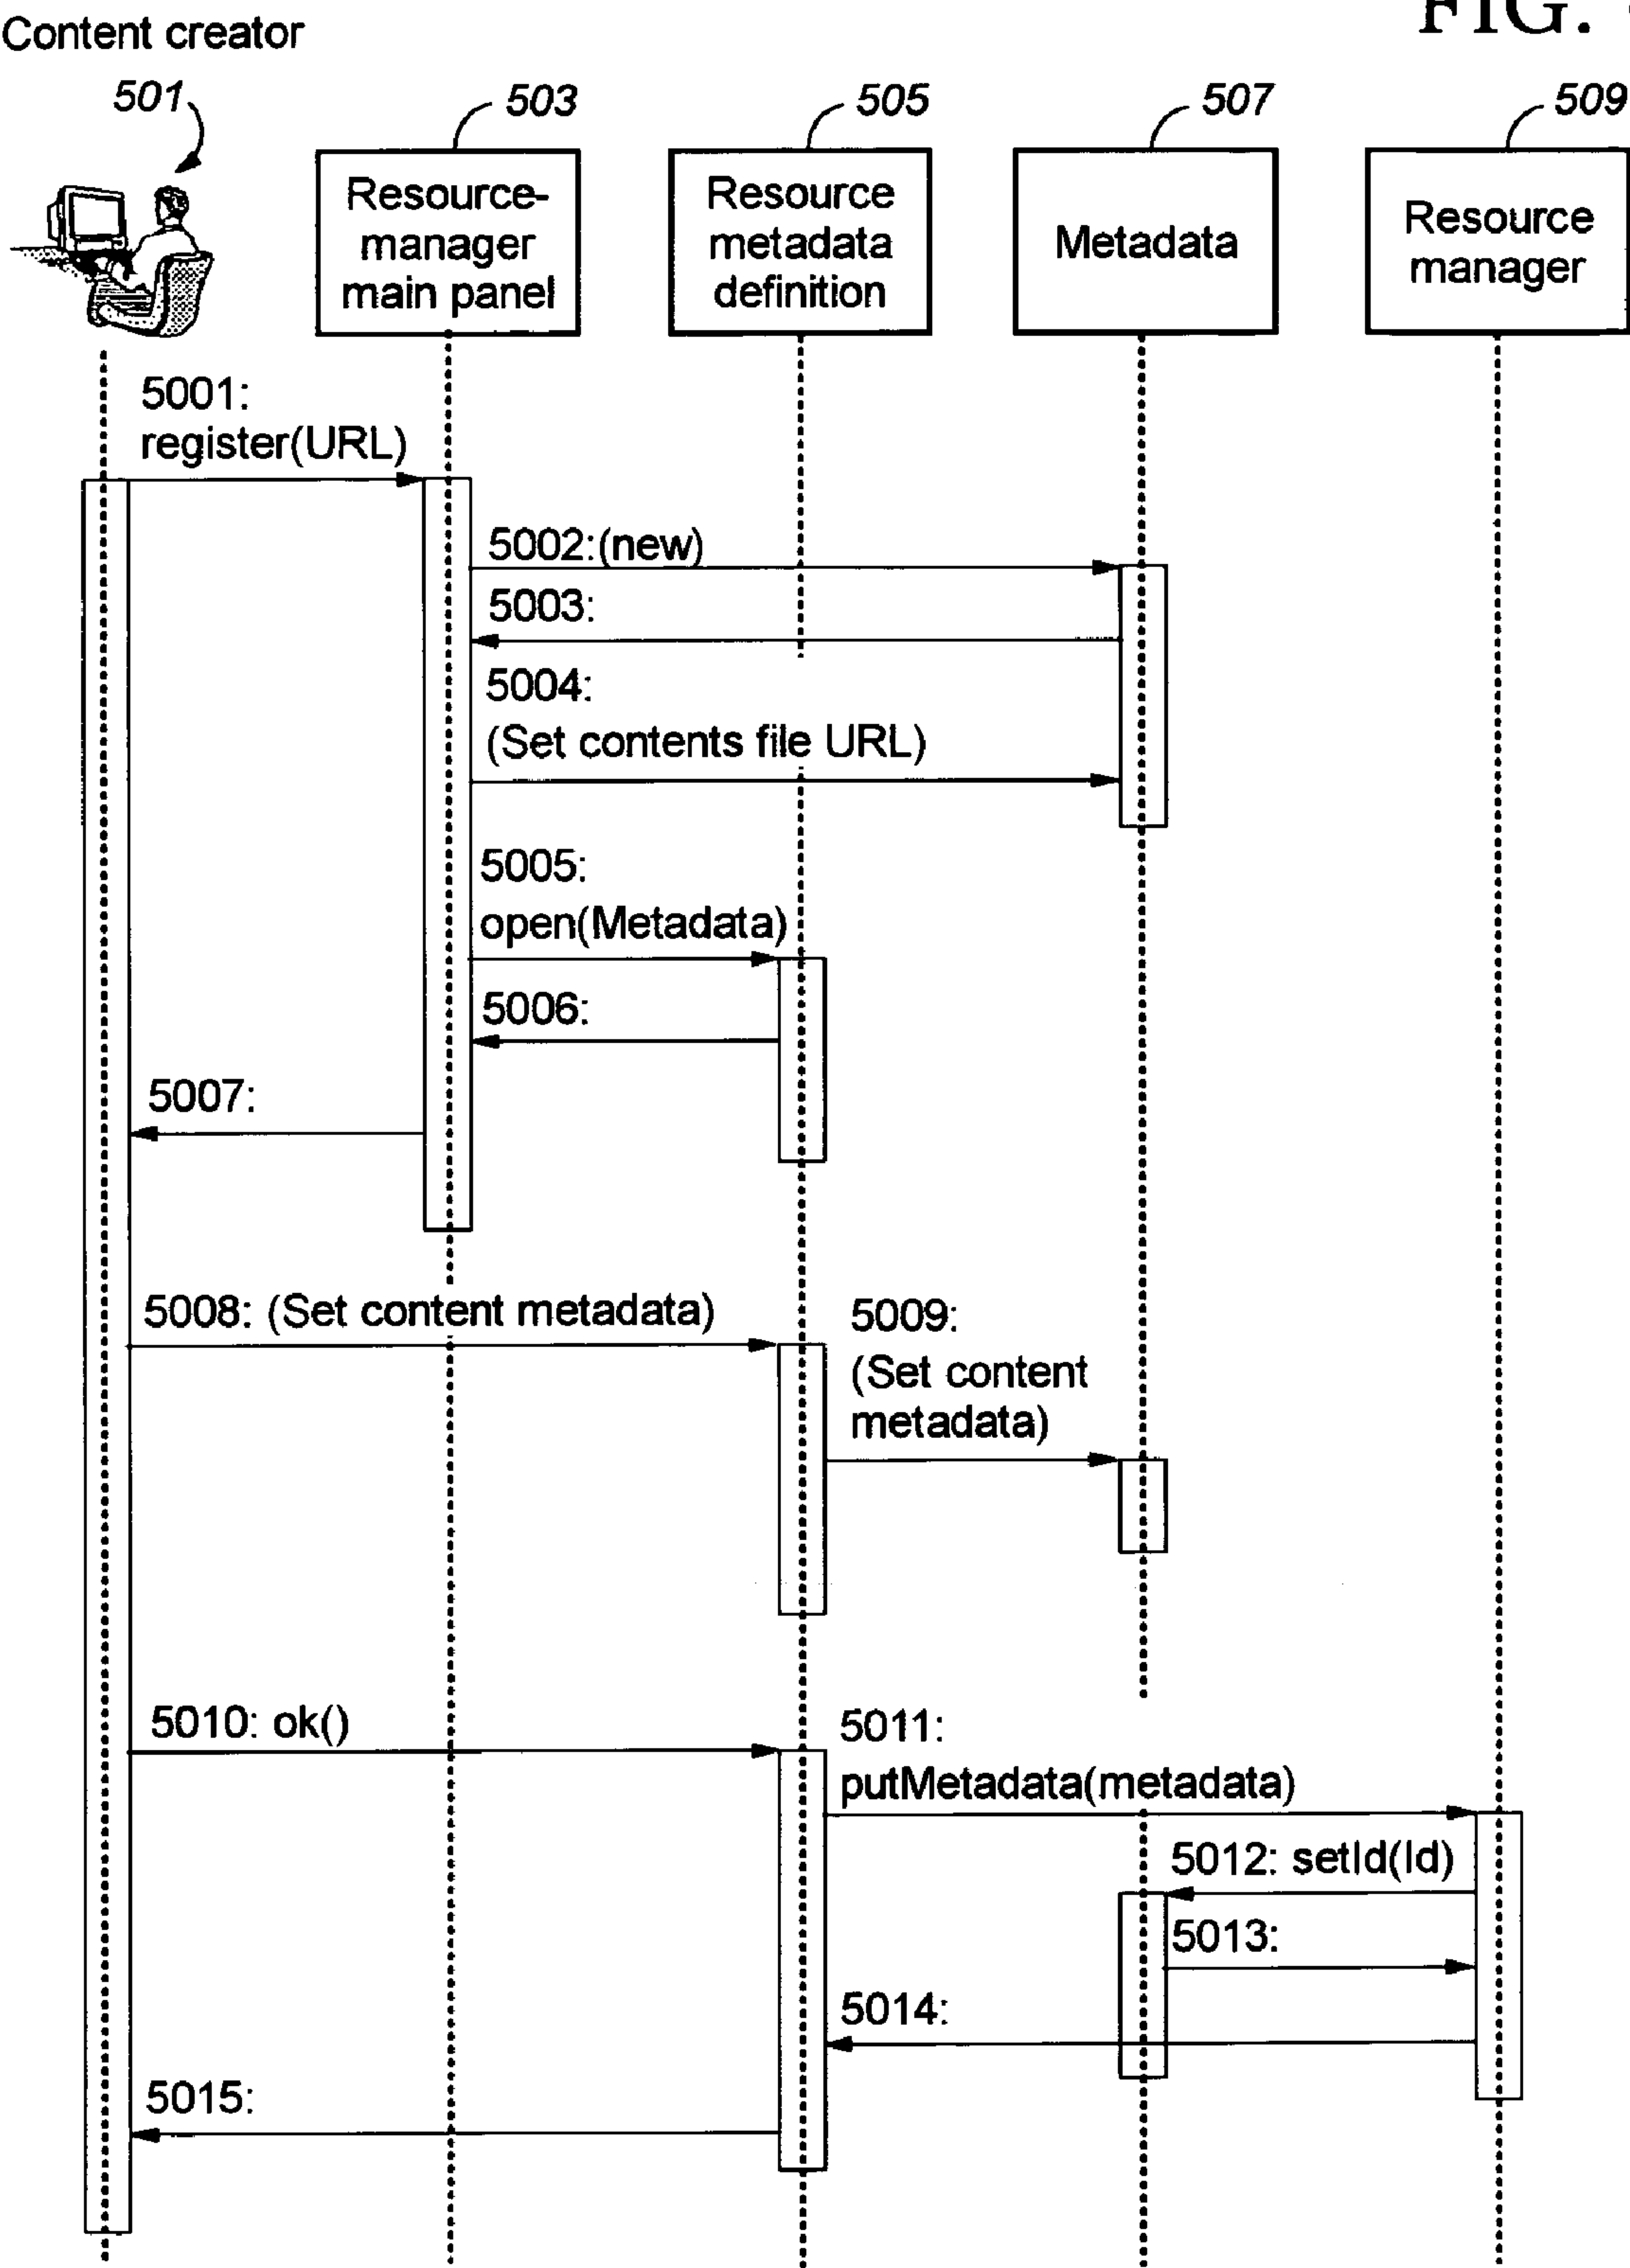 FIG.
Content creator
501
503
505
507
509
Resource-
manager
main panel
Resource
metadata
definition
Metadata
Resource
manager
5001:
register(URL)
5002:(new)
5003:
5004:
(Set contents file URL)
5005:
open(Metadata)
5006:
5007:
5008: (Set content metadata)
5009:
(Set content
metadata)
5010: ok()
5011:
putMetadata(metadata)
5012: setId(Id)
5013:
5014:
5015: